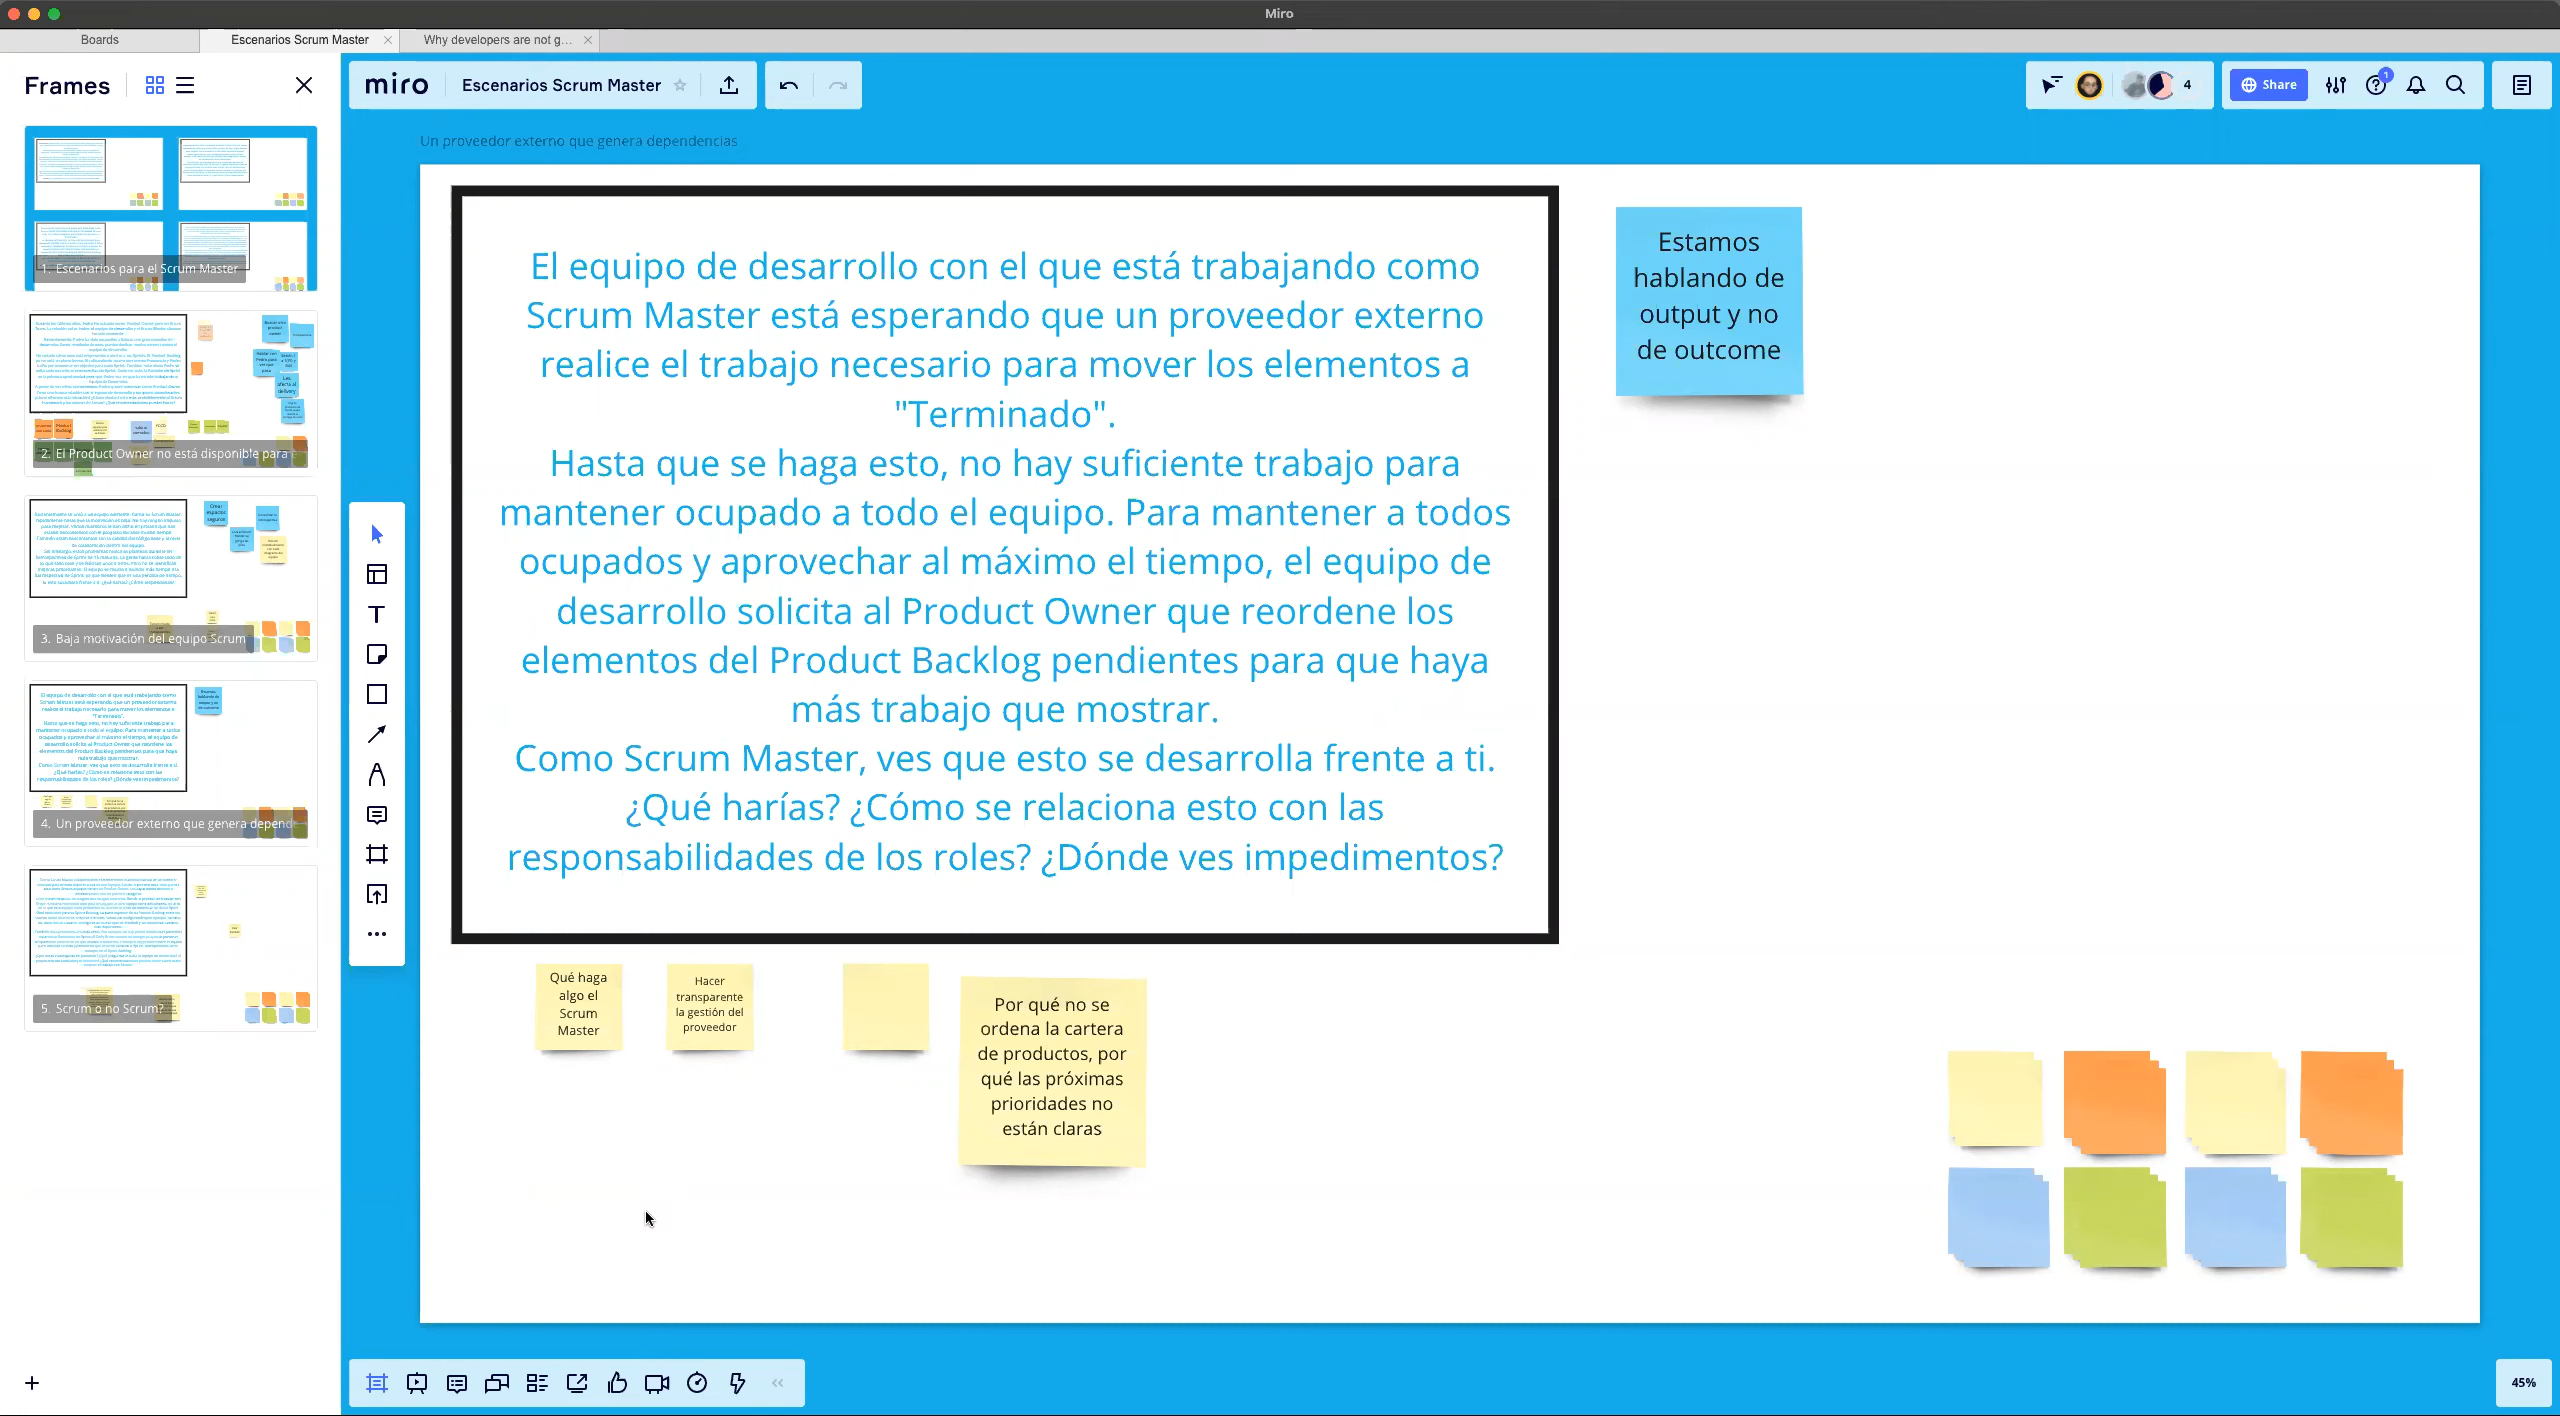 Miro
Boards
Escenarios Scrum Master
Why developers are not g...
Frames
miro
Escenarios Scrum Master
4
Share
1
Un proveedor externo que genera dependencias
El equipo de desarrollo con el que está trabajando como
Scrum Master está esperando que un proveedor externo
realice el trabajo necesario para mover los elementos a
"Terminado".
Hasta que se haga esto, no hay suficiente trabajo para
mantener ocupado a todo el equipo. Para mantener a todos
ocupados y aprovechar al máximo el tiempo, el equipo de
desarrollo solicita al Product Owner que reordene los
elementos del Product Backlog pendientes para que haya
más trabajo que mostrar.
Como Scrum Master, ves que esto se desarrolla frente a ti.
¿Qué harías? ¿Cómo se relaciona esto con las
responsabilidades de los roles? ¿Dónde ves impedimentos?
Estamos
hablando de
output y no
de outcome
Qué haga
algo el
Scrum
Master
Hacer
transparente
la gestión del
proveedor
Por qué no se
ordena la cartera
de productos, por
qué las próximas
prioridades no
están claras
1. Escenarios para el Scrum Master
2. El Product Owner no está disponible para
3. Baja motivación del equipo Scrum
4. Un proveedor externo que genera depend
5. Scrum o no Scrum?
45%